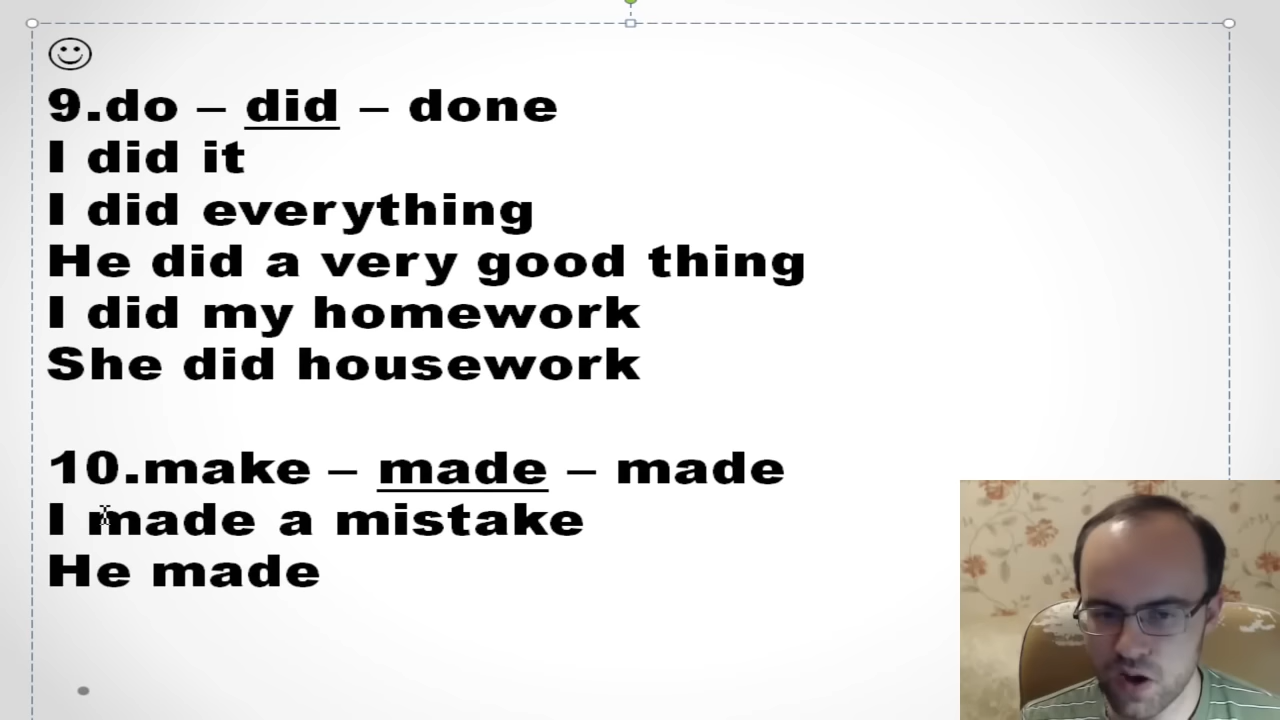 9.do – did – done
I did it
I did everything
He did a very good thing
I did my homework
She did housework
10.make – made – made
I made a mistake
He made